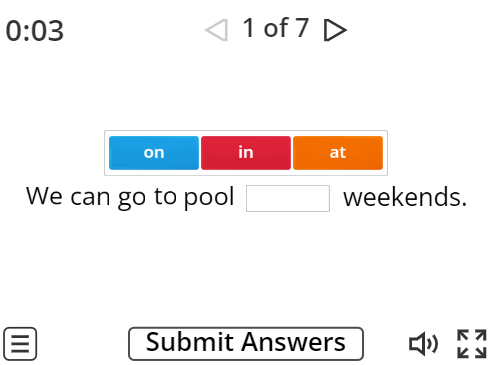 0:03
1 of 7
on in at
We can go to pool weekends.
Submit Answers